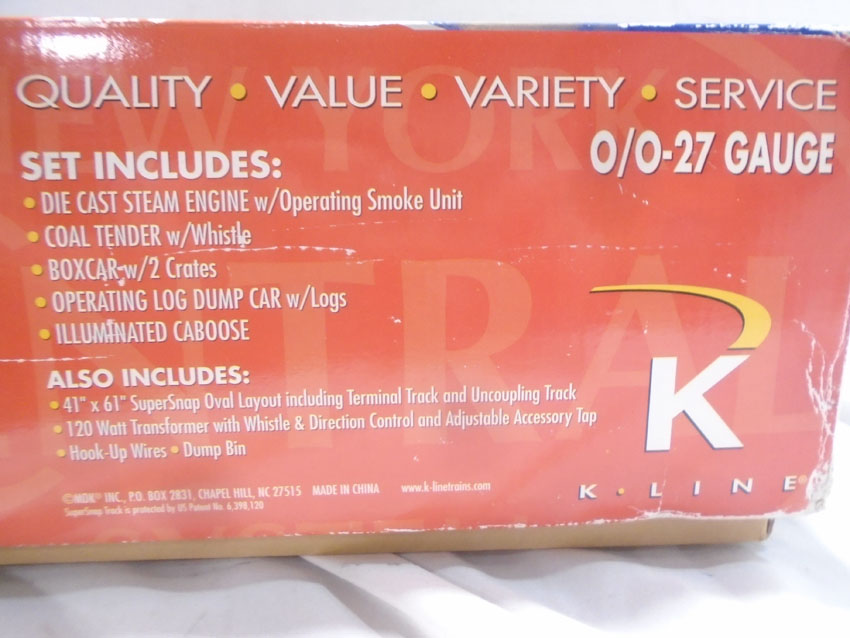 QUALITY • VALUE • VARIETY • SERVICE
O/O-27 GAUGE
SET INCLUDES:
• DIE CAST STEAM ENGINE w/Operating Smoke Unit
• COAL TENDER w/Whistle
• BOXCAR w/2 Crates
• OPERATING LOG DUMP CAR w/Logs
• ILLUMINATED CABOOSE
ALSO INCLUDES:
• 41" x 61" SuperSnap Oval Layout including Terminal Track and Uncoupling Track
• 120 Watt Transformer with Whistle & Direction Control and Adjustable Accessory Tap
• Hook-Up Wires • Dump Bin
K
K • LINE®
©MDK® INC., P.O. BOX 2831, CHAPEL HILL, NC 27515 MADE IN CHINA www.k-linetrains.com
SuperSnap Track is protected by US Patent No. 6,398,120
NEW YORK
CENTRAL